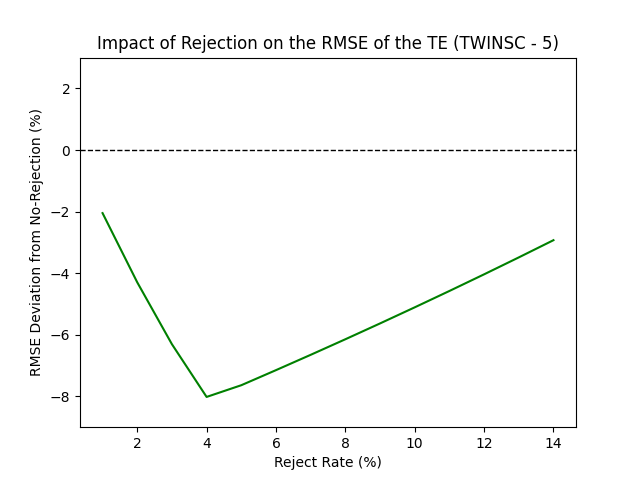 Impact of Rejection on the RMSE of the TE (TWINSC - 5)
RMSE Deviation from No-Rejection (%)
2
0
−2
−4
−6
−8
2 4 6 8 10 12 14
Reject Rate (%)